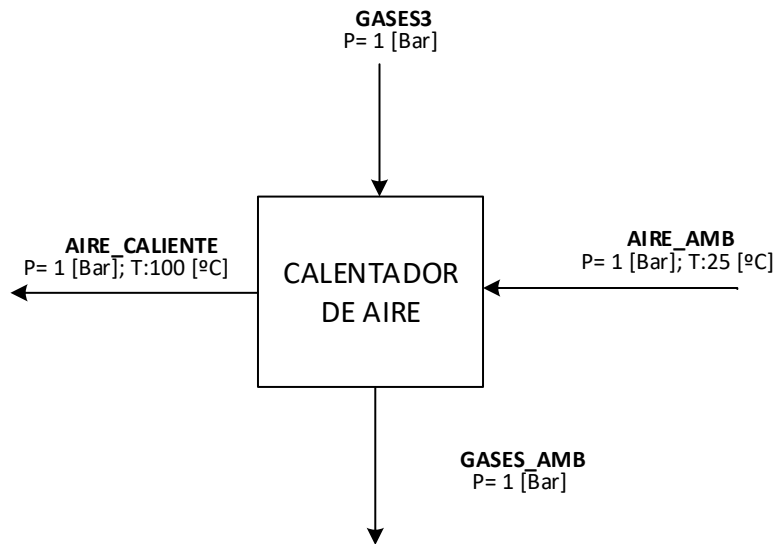 GASES3
P= 1 [Bar]
AIRE_CALIENTE
P= 1 [Bar]; T:100 [ºC]
CALENTADOR
DE AIRE
AIRE_AMB
P= 1 [Bar]; T:25 [ºC]
GASES_AMB
P= 1 [Bar]